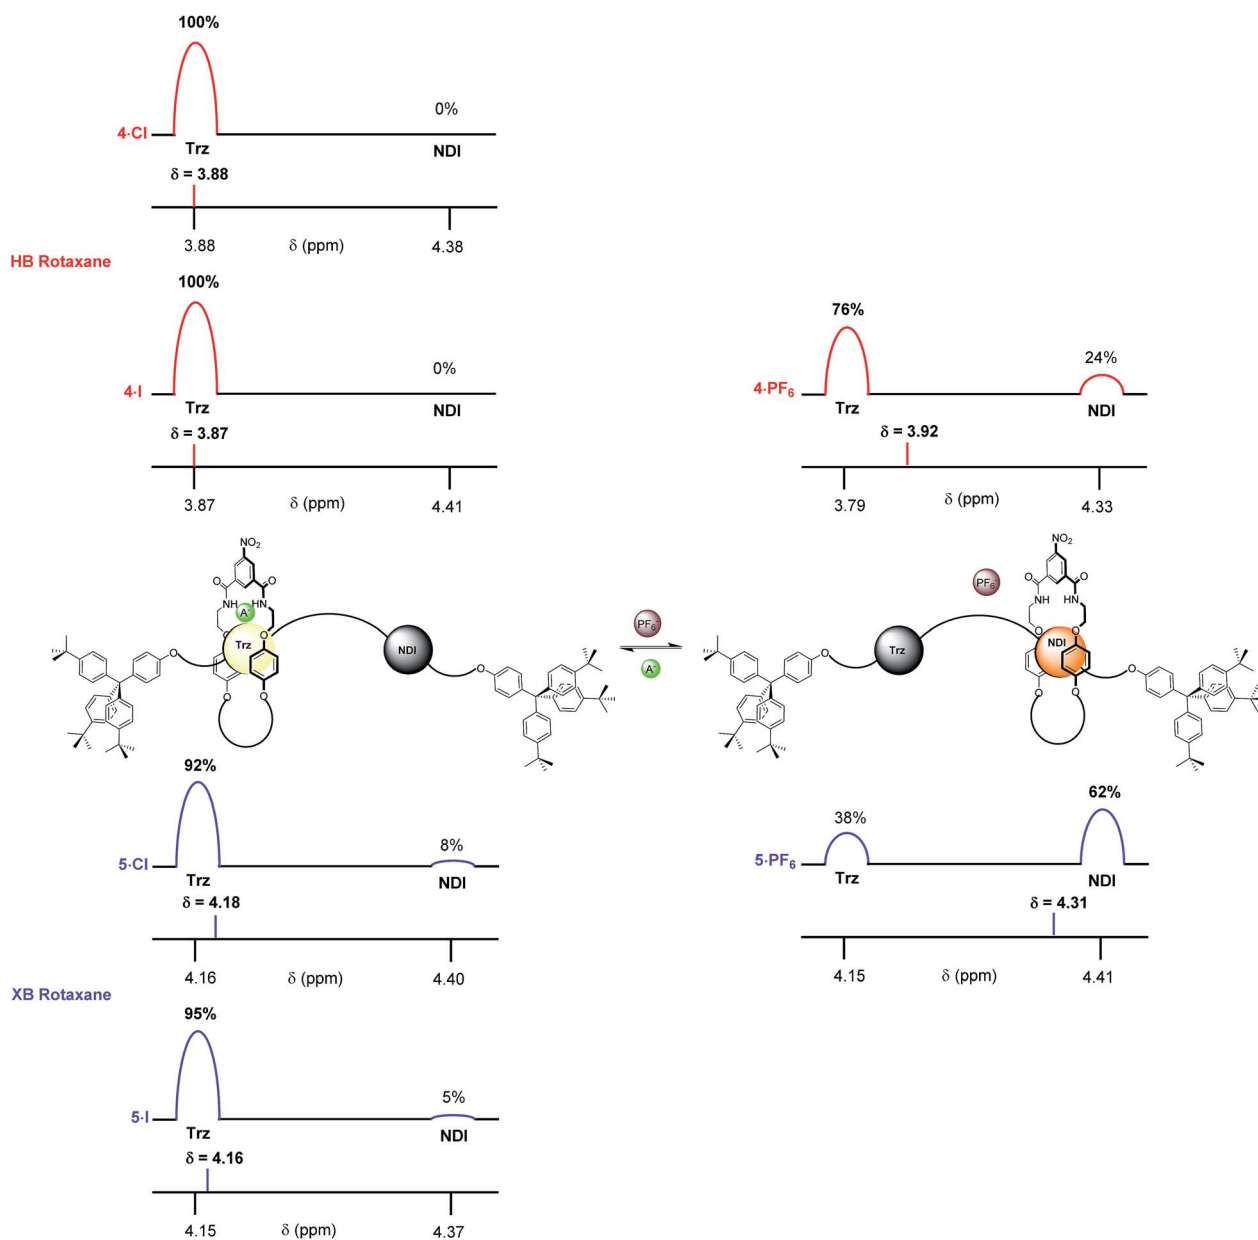 100%
0%
4·Cl
Trz
NDI
δ = 3.88
3.88
δ (ppm)
4.38
HB Rotaxane
100%
0%
4·I
Trz
NDI
δ = 3.87
3.87
δ (ppm)
4.41
76%
24%
4·PF₆
Trz
NDI
δ = 3.92
3.79
δ (ppm)
4.33
NO₂
O
O
NH
HN
A⁻
O
O
Trz
NDI
O
O
O
O
PF₆⁻
A⁻
NO₂
PF₆⁻
O
O
NH
HN
O
O
Trz
NDI
O
O
O
O
92%
8%
5·Cl
Trz
NDI
δ = 4.18
4.16
δ (ppm)
4.40
62%
38%
5·PF₆
Trz
NDI
δ = 4.31
4.15
δ (ppm)
4.41
XB Rotaxane
95%
5%
5·I
Trz
NDI
δ = 4.16
4.15
δ (ppm)
4.37